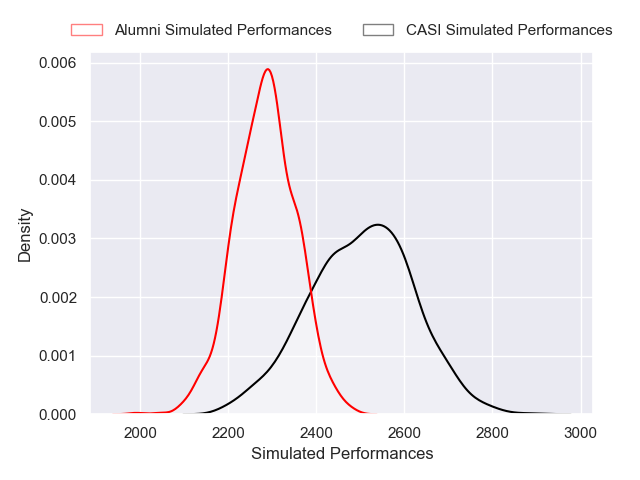 Alumni Simulated Performances CASI Simulated Performances
0.006
0.005
0.004
0.003
0.002
0.001
0.000
Density
2000 2200 2400 2600 2800 3000
Simulated Performances